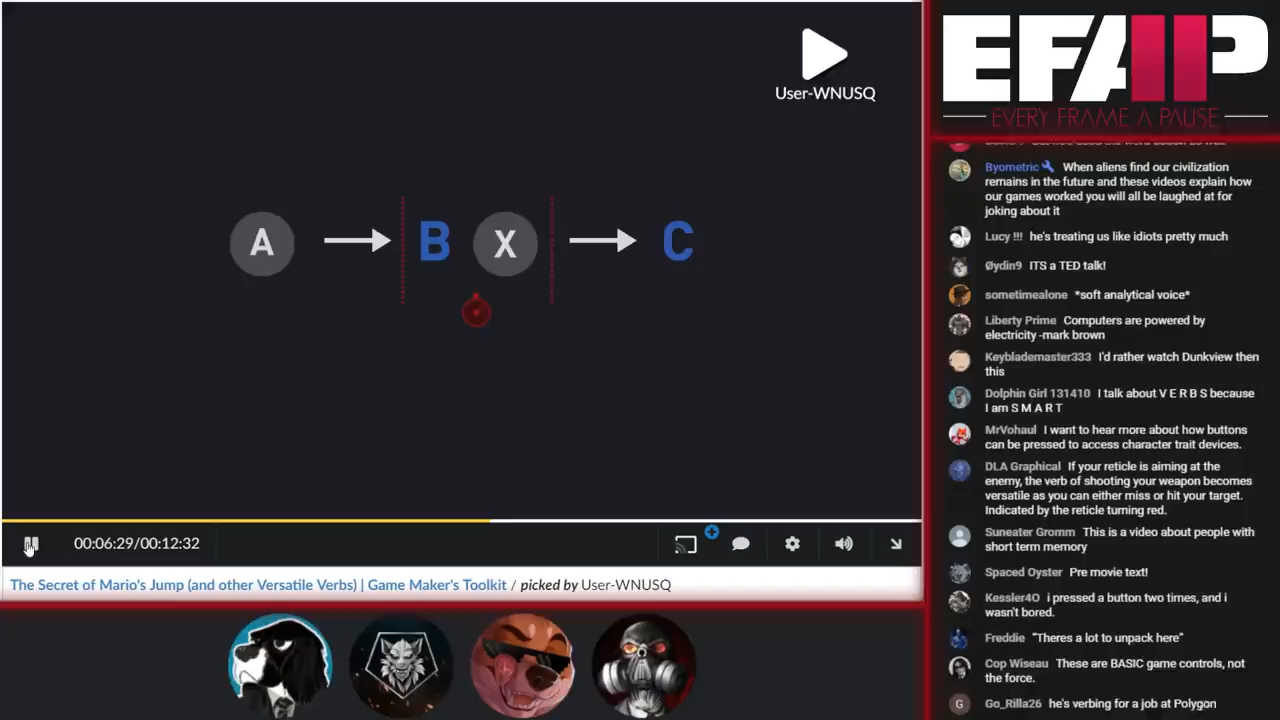 User-WNUSQ
A
B
X
C
00:06:29/00:12:32
The Secret of Mario's Jump (and other Versatile Verbs) | Game Maker's Toolkit / picked by User-WNUSQ
EFAP
EVERY FRAME A PAUSE
Byometric When aliens find our civilization
remains in the future and these videos explain how
our games worked you will all be laughed at for
joking about it
Lucy !!! he's treating us like idiots pretty much
Øydin9 ITS a TED talk!
sometimealone *soft analytical voice*
Liberty Prime Computers are powered by
electricity -mark brown
Keyblademaster333 I'd rather watch Dunkview then
this
Dolphin Girl 131410 I talk about V E R B S because
I am S M A R T
MrVohaul I want to hear more about how buttons
can be pressed to access character trait devices.
DLA Graphical If your reticle is aiming at the
enemy, the verb of shooting your weapon becomes
versatile as you can either miss or hit your target.
Indicated by the reticle turning red.
Suneater Gromm This is a video about people with
short term memory
Spaced Oyster Pre movie text!
Kessler4O i pressed a button two times, and i
wasn't bored.
Freddie "Theres a lot to unpack here"
Cop Wiseau These are BASIC game controls, not
the force.
G
Go_Rilla26 he's verbing for a job at Polygon